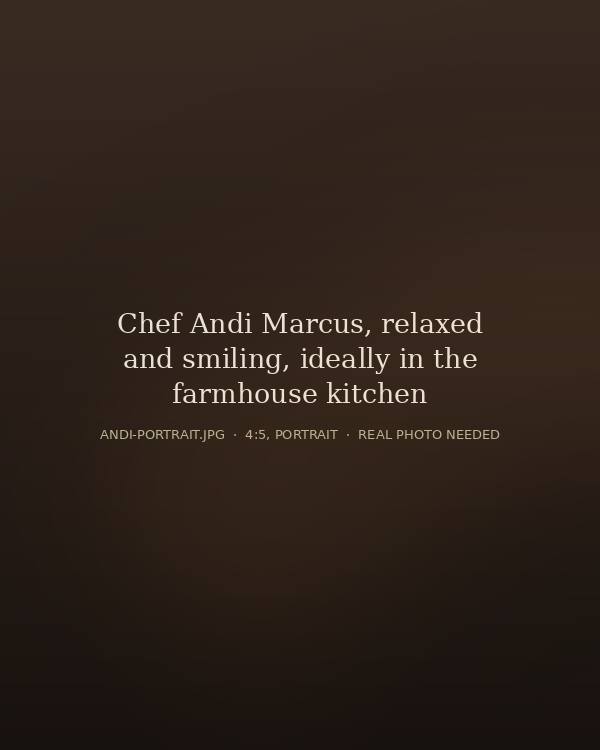 Chef Andi Marcus, relaxed
and smiling, ideally in the
farmhouse kitchen
ANDI-PORTRAIT.JPG · 4:5, PORTRAIT · REAL PHOTO NEEDED